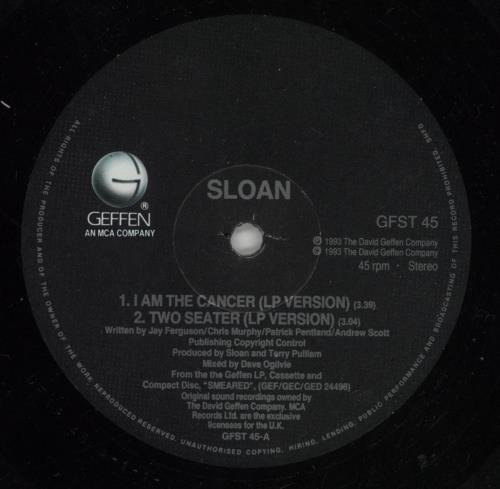 SLOAN
GEFFEN
AN MCA COMPANY
®
GFST 45
℗ 1993 The David Geffen Company
© 1993 The David Geffen Company
45 rpm · Stereo
1. I AM THE CANCER (LP VERSION) (3.39)
2. TWO SEATER (LP VERSION) (3.04)
Written by Jay Ferguson/Chris Murphy/Patrick Pentland/Andrew Scott
Publishing Copyright Control
Produced by Sloan and Terry Pulliam
Mixed by Dave Ogilvie
From the the Geffen LP, Cassette and
Compact Disc, "SMEARED", (GEF/GEC/GED 24498)
Original sound recordings owned by
The David Geffen Company. MCA
Records Ltd. are the exclusive
licensees for the U.K.
GFST 45-A
ALL RIGHTS OF THE PRODUCER AND OF THE OWNER OF THE WORK REPRODUCED RESERVED. UNAUTHORISED COPYING, HIRING, LENDING, PUBLIC PERFORMANCE AND BROADCASTING OF THIS RECORD PROHIBITED.